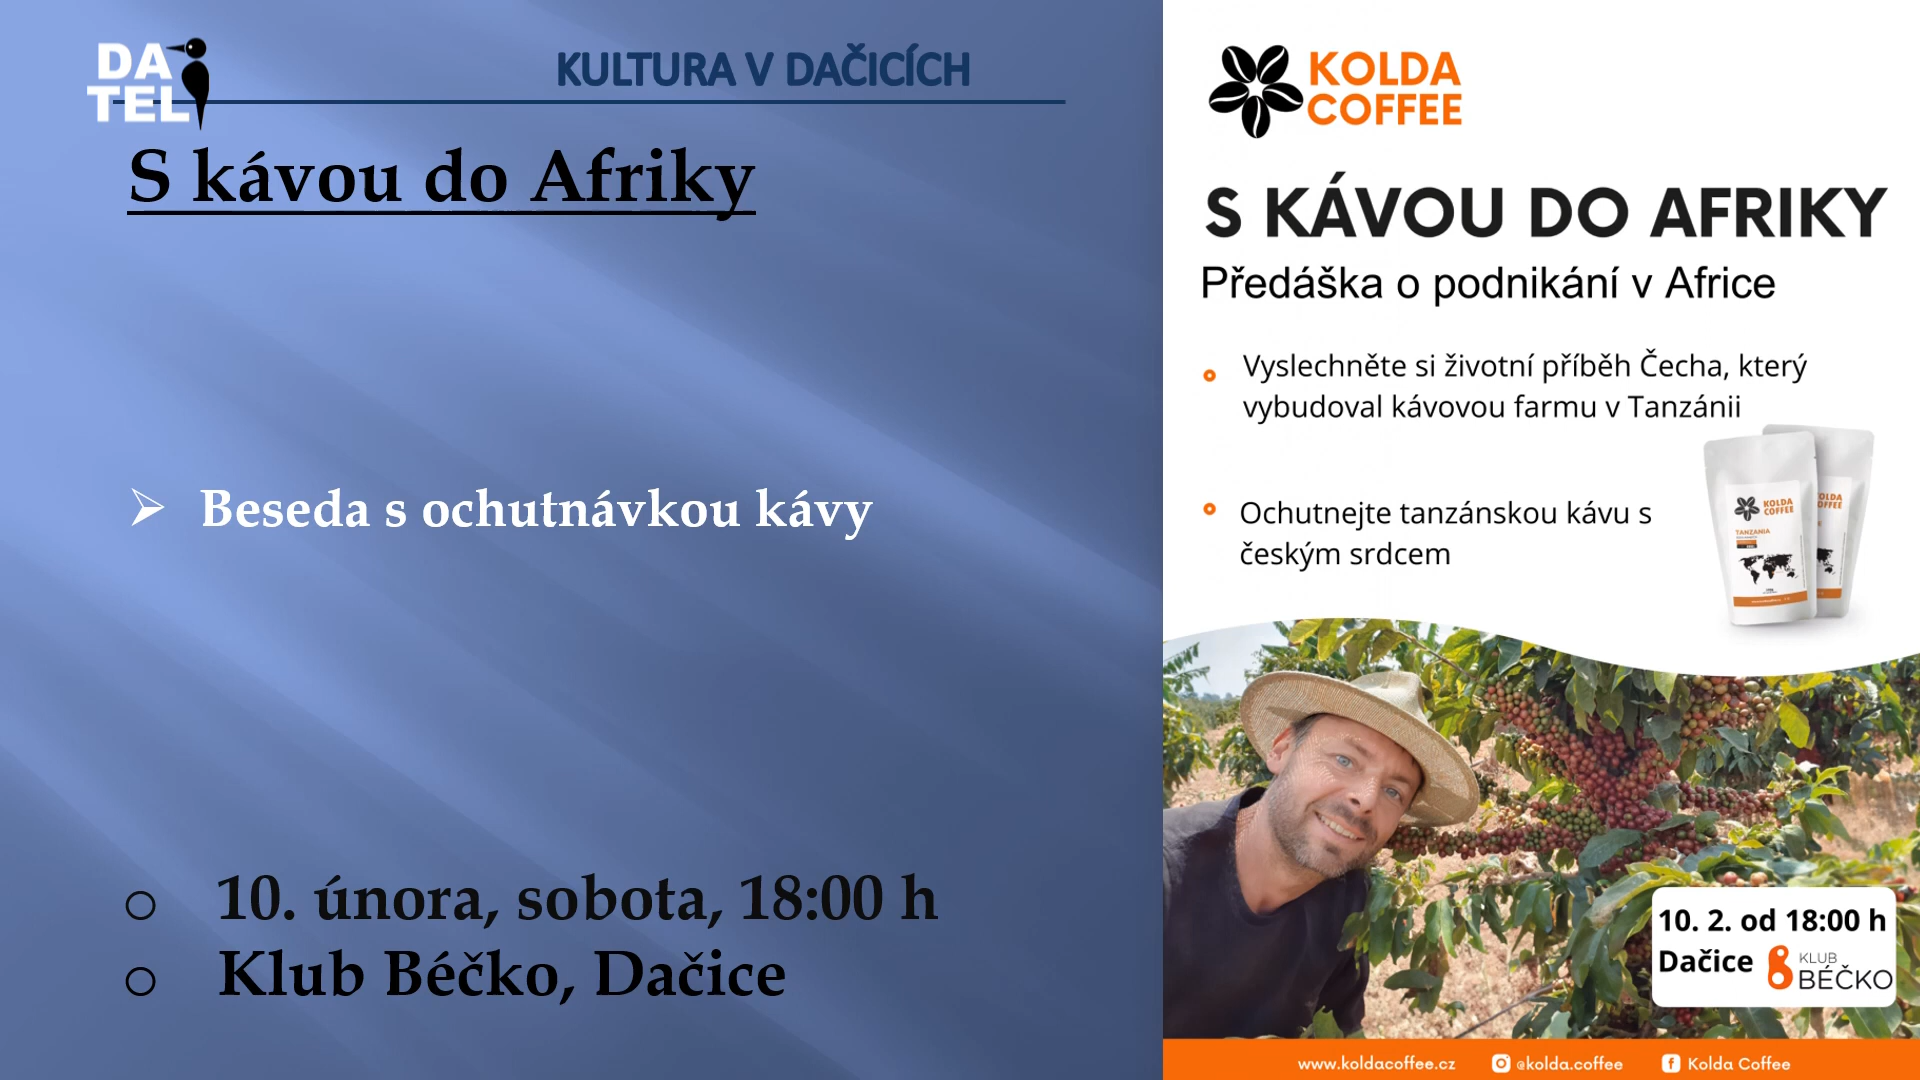 DA
TEL
KULTURA V DAČICÍCH
S kávou do Afriky
Beseda s ochutnávkou kávy
10. února, sobota, 18:00 h
Klub Béčko, Dačice
KOLDA
COFFEE
S KÁVOU DO AFRIKY
Předáška o podnikání v Africe
Vyslechněte si životní příběh Čecha, který
vybudoval kávovou farmu v Tanzánii
Ochutnejte tanzánskou kávu s
českým srdcem
KOLDA
COFFEE
TANZANIA
10. 2. od 18:00 h
Dačice
KLUB
BÉČKO
www.koldacoffee.cz
@kolda.coffee
Kolda Coffee